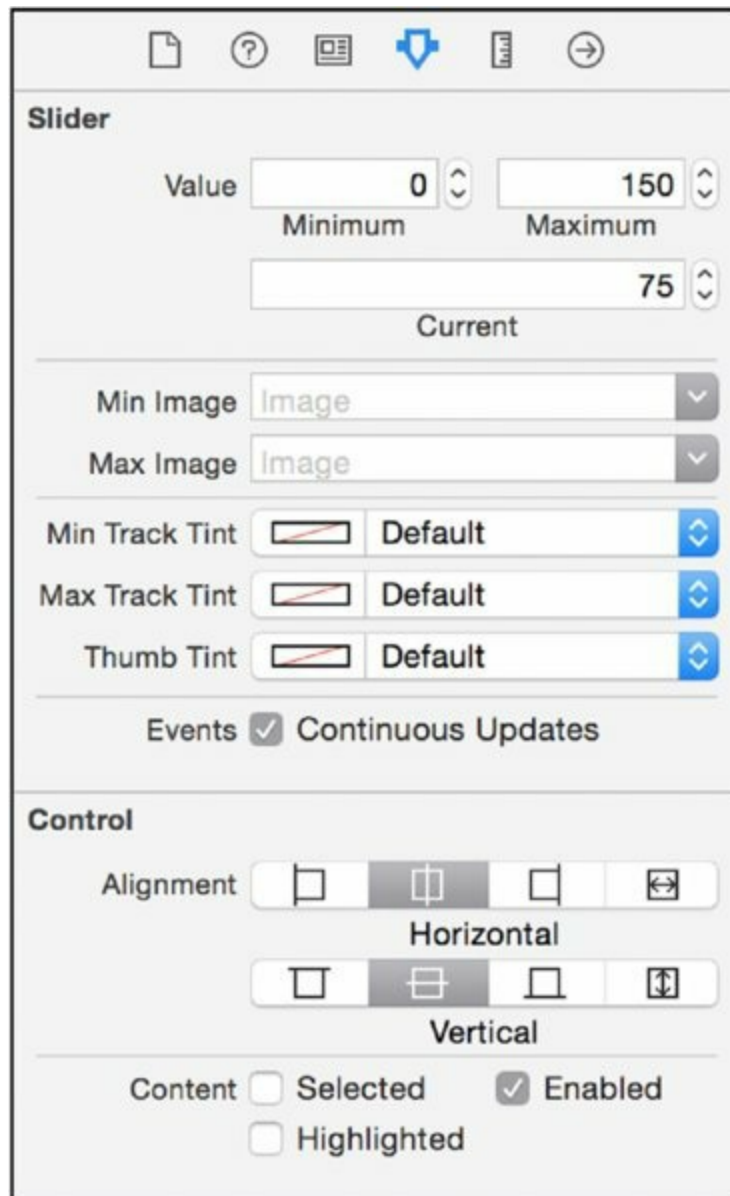 Slider
Value 0 150
Minimum Maximum
75
Current
Min Image Image
Max Image Image
Min Track Tint Default
Max Track Tint Default
Thumb Tint Default
Events Continuous Updates
Control
Alignment
Horizontal
Vertical
Content Selected Enabled
Highlighted